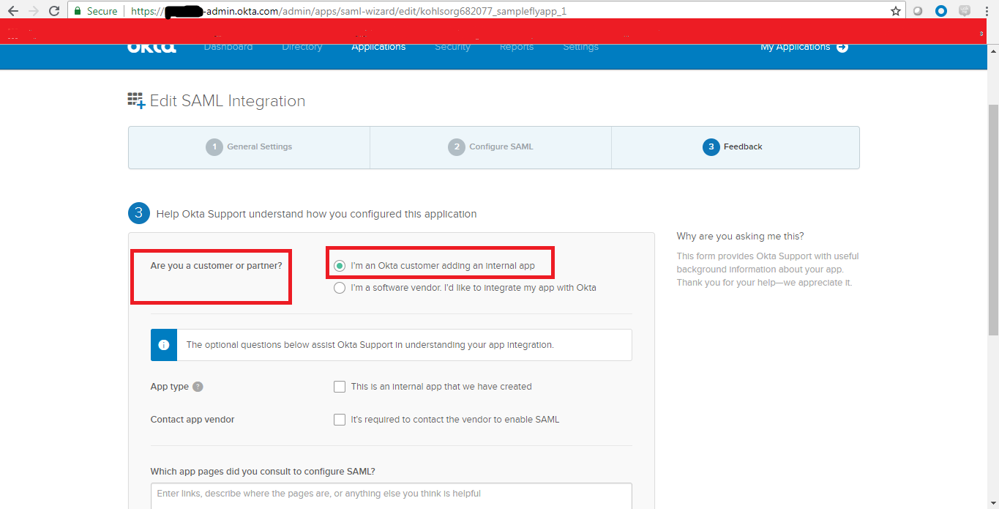 Secure https:// -admin.okta.com/admin/apps/saml-wizard/edit/kohlsorg682077_sampleflyapp_1
okta Dashboard Directory Applications Security Reports Settings My Applications
Edit SAML Integration
1 General Settings 2 Configure SAML 3 Feedback
3 Help Okta Support understand how you configured this application
Why are you asking me this?
This form provides Okta Support with useful
background information about your app.
Thank you for your help—we appreciate it.
Are you a customer or partner? I'm an Okta customer adding an internal app
I'm a software vendor. I'd like to integrate my app with Okta
i The optional questions below assist Okta Support in understanding your app integration.
App type ? This is an internal app that we have created
Contact app vendor It's required to contact the vendor to enable SAML
Which app pages did you consult to configure SAML?
Enter links, describe where the pages are, or anything else you think is helpful